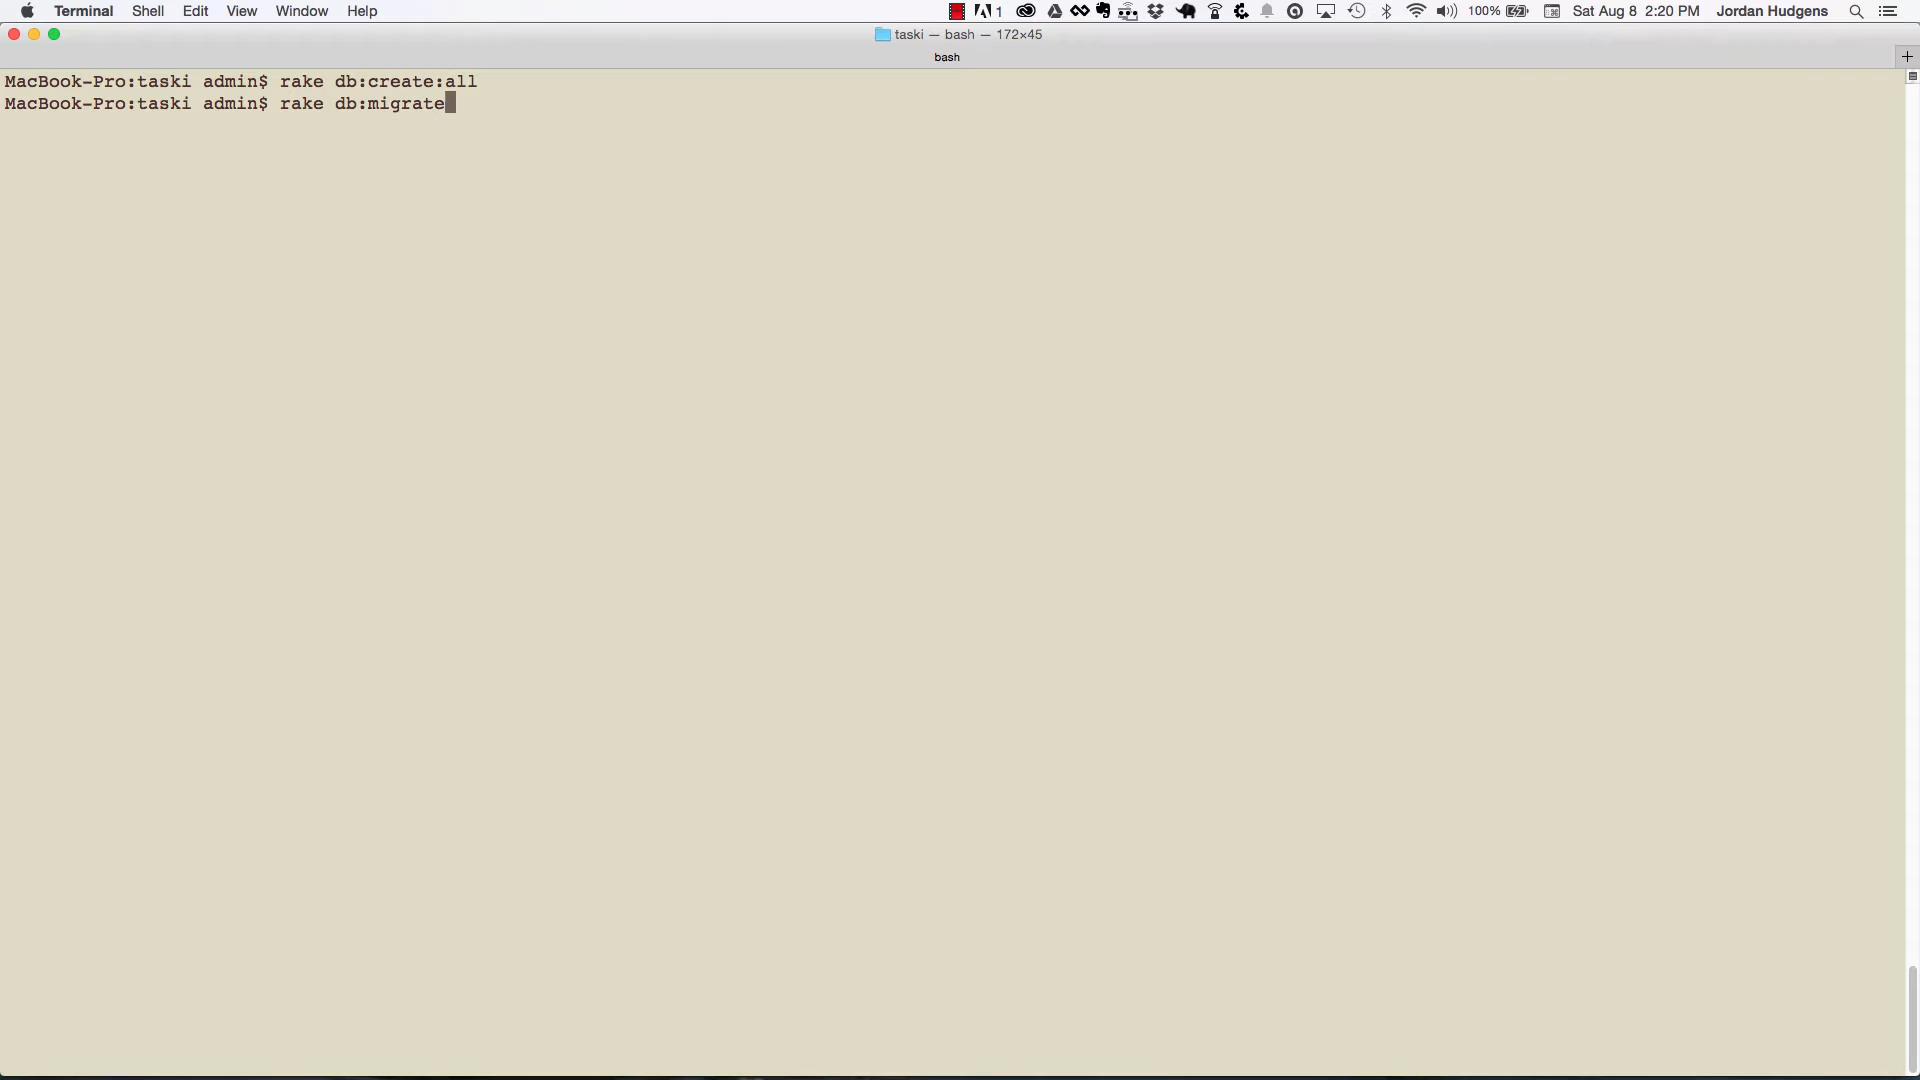 Terminal Shell Edit View Window Help 1 100% Sat Aug 8 2:20 PM Jordan Hudgens
taski — bash — 172×45
bash
MacBook-Pro:taski admin$ rake db:create:all
MacBook-Pro:taski admin$ rake db:migrate